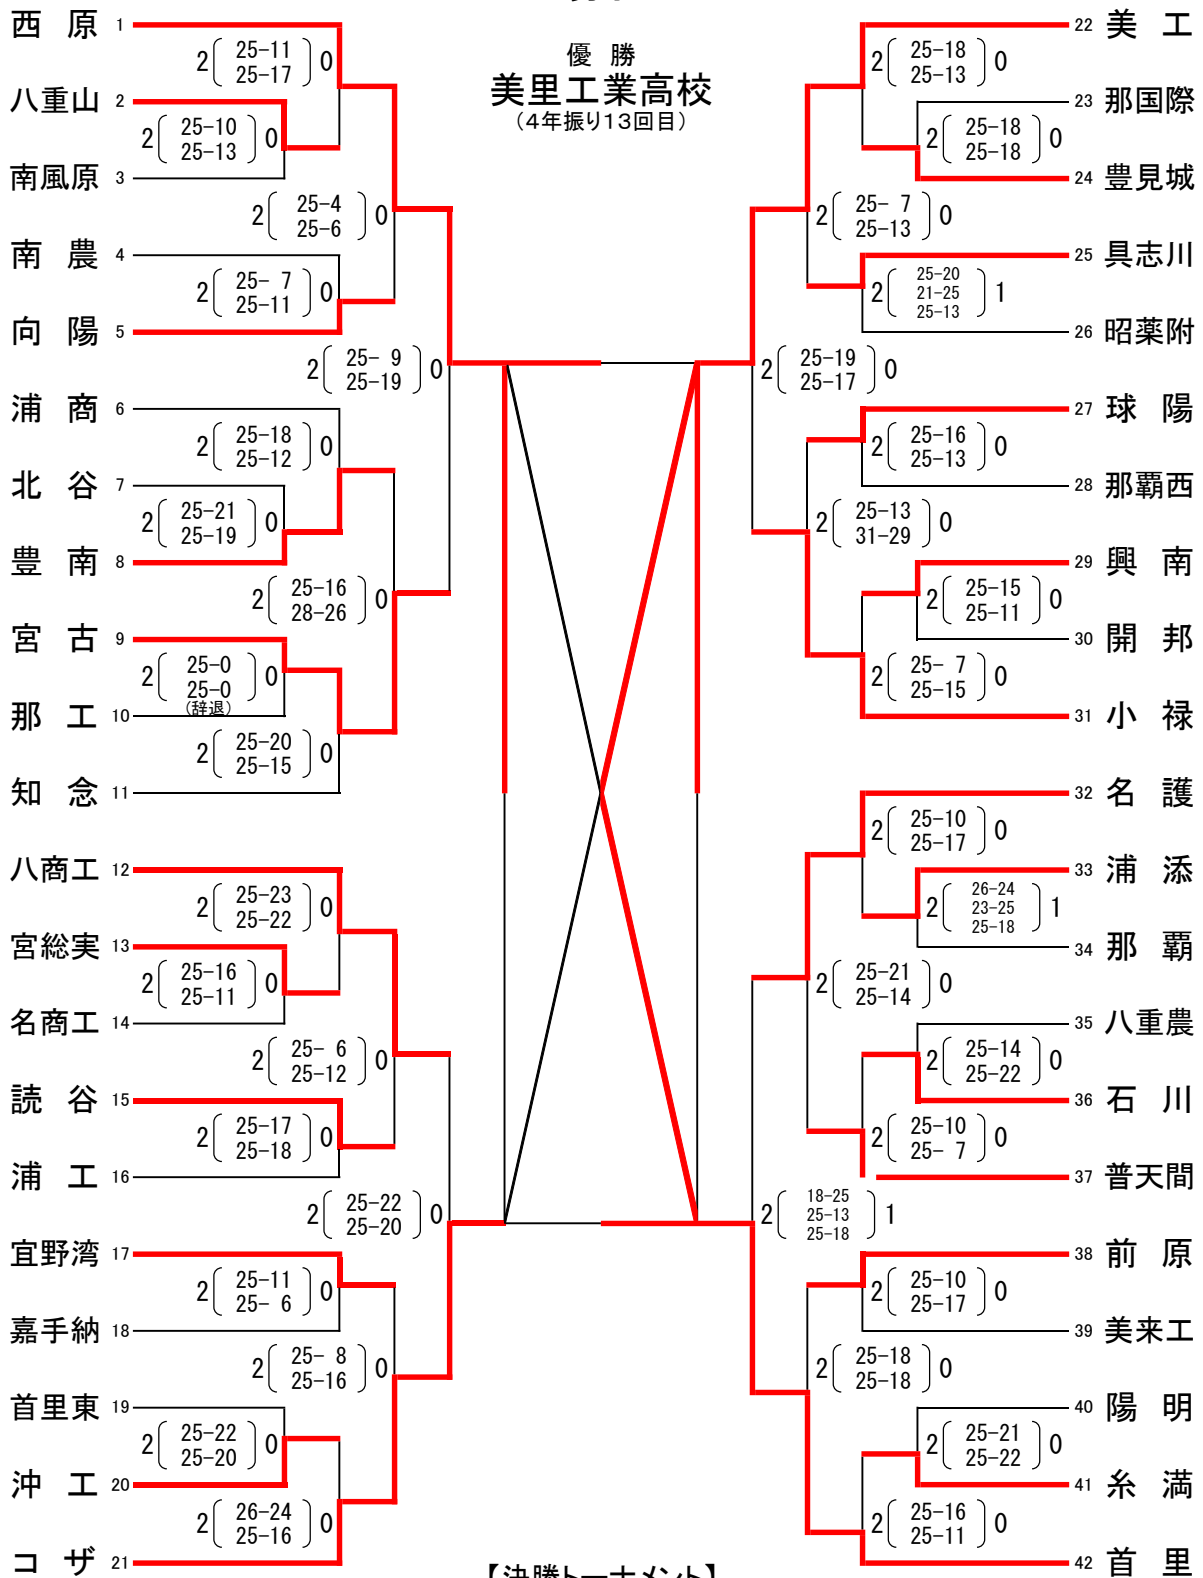 優 勝
美里工業高校
(4年振り13回目)
西 原 1
2 25-11 0
25-17
八重山 2
2 25-10 0
25-13
南風原 3
2 25-4 0
25-6
南 農 4
2 25- 7 0
25-11
向 陽 5
2 25- 9 0
25-19
浦 商 6
2 25-18 0
25-12
北 谷 7
2 25-21 0
25-19
豊 南 8
2 25-16 0
28-26
宮 古 9
2 25-0 0
25-0
(辞退)
那 工 10
2 25-20 0
25-15
知 念 11
八商工 12
2 25-23 0
25-22
宮総実 13
2 25-16 0
25-11
名商工 14
2 25- 6 0
25-12
読 谷 15
2 25-17 0
25-18
浦 工 16
2 25-22 0
25-20
宜野湾 17
2 25-11 0
25- 6
嘉手納 18
2 25- 8 0
25-16
首里東 19
2 25-22 0
25-20
沖 工 20
2 26-24 0
25-16
コ ザ 21
22 美 工
2 25-18 0
25-13
23 那国際
2 25-18 0
25-18
24 豊見城
2 25- 7 0
25-13
25 具志川
2 25-20 1
21-25
25-13
26 昭薬附
2 25-19 0
25-17
27 球 陽
2 25-16 0
25-13
28 那覇西
2 25-13 0
31-29
29 興 南
2 25-15 0
25-11
30 開 邦
2 25- 7 0
25-15
31 小 禄
32 名 護
2 25-10 0
25-17
33 浦 添
2 26-24 1
23-25
25-18
34 那 覇
2 25-21 0
25-14
35 八重農
2 25-14 0
25-22
36 石 川
2 25-10 0
25- 7
37 普天間
2 18-25 1
25-13
25-18
38 前 原
2 25-10 0
25-17
39 美来工
2 25-18 0
25-18
40 陽 明
2 25-21 0
25-22
41 糸 満
2 25-16 0
25-11
42 首 里
【決勝トーナメント】